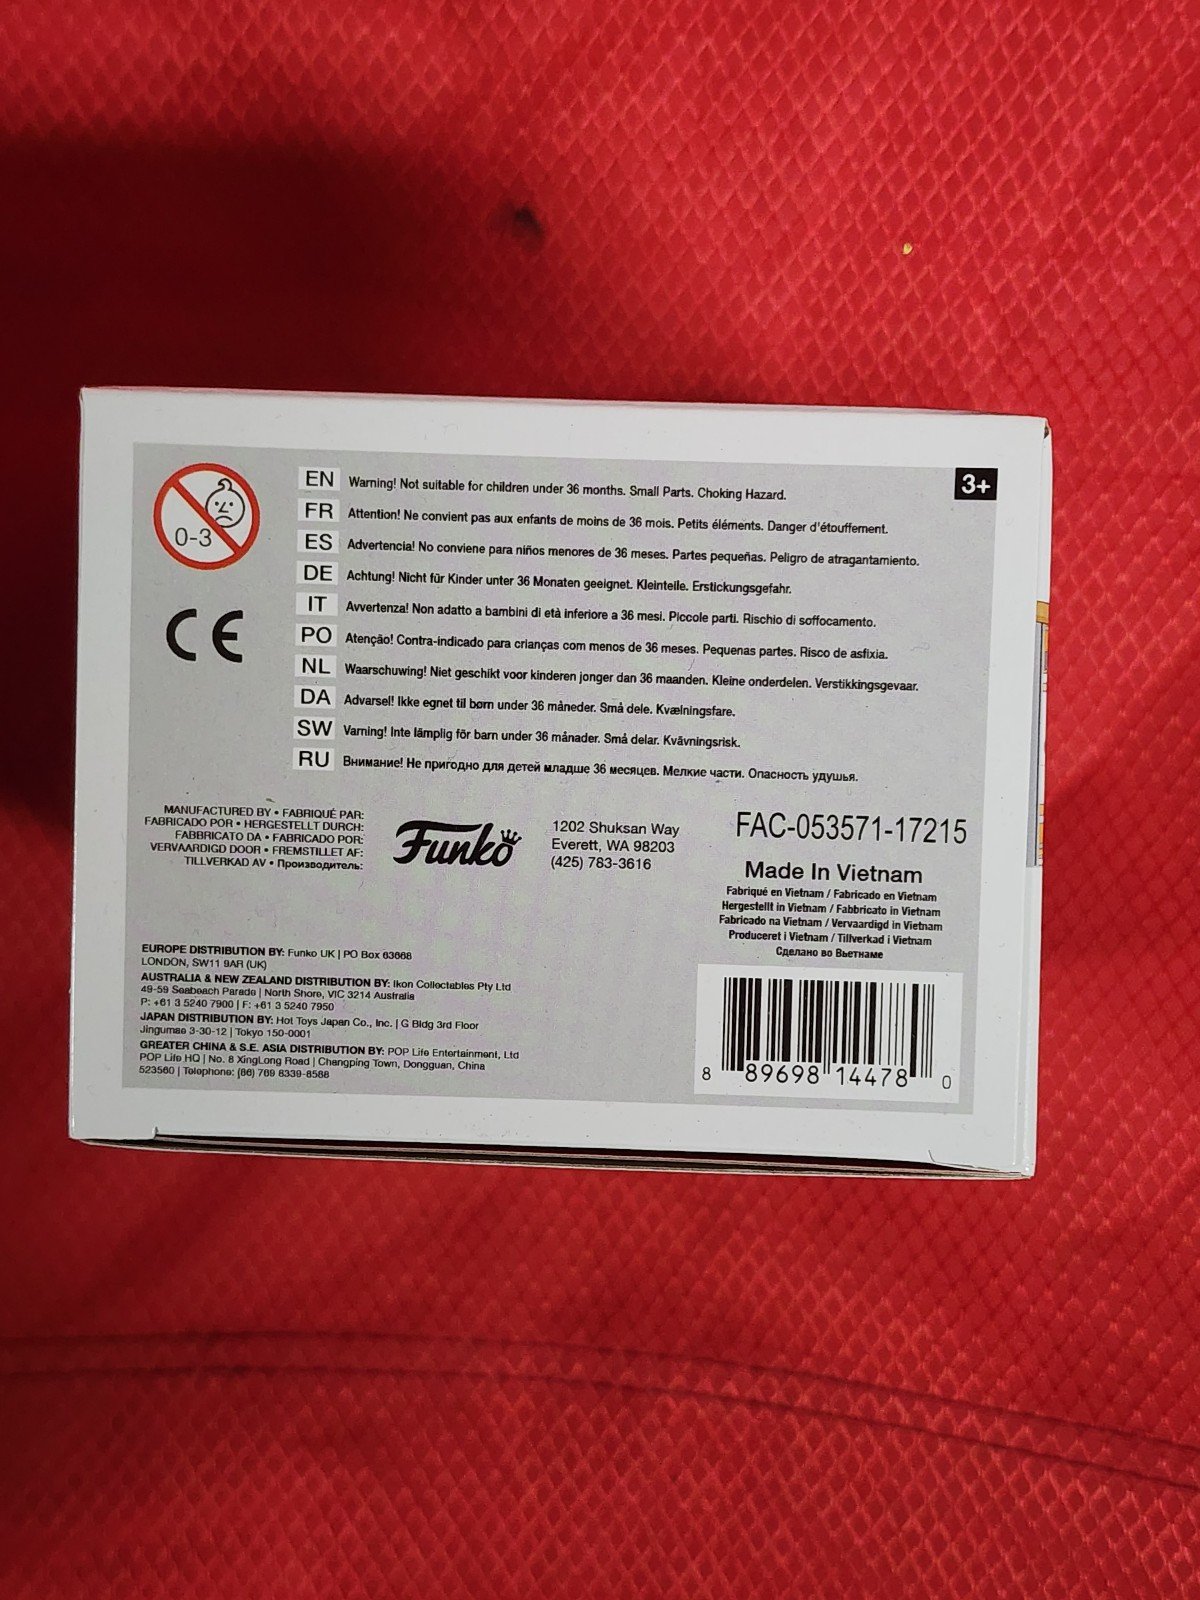 0-3
CE
EN Warning! Not suitable for children under 36 months. Small Parts. Choking Hazard.
3+
FR Attention! Ne convient pas aux enfants de moins de 36 mois. Petits éléments. Danger d'étouffement.
ES Advertencia! No conviene para niños menores de 36 meses. Partes pequeñas. Peligro de atragantamiento.
DE Achtung! Nicht für Kinder unter 36 Monaten geeignet. Kleinteile. Erstickungsgefahr.
IT Avvertenza! Non adatto a bambini di età inferiore a 36 mesi. Piccole parti. Rischio di soffocamento.
PO Atenção! Contra-indicado para crianças com menos de 36 meses. Pequenas partes. Risco de asfixia.
NL Waarschuwing! Niet geschikt voor kinderen jonger dan 36 maanden. Kleine onderdelen. Verstikkingsgevaar.
DA Advarsel! Ikke egnet til børn under 36 måneder. Små dele. Kvælningsfare.
SW Varning! Inte lämplig för barn under 36 månader. Små delar. Kvävningsrisk.
RU Внимание! Не пригодно для детей младше 36 месяцев. Мелкие части. Опасность удушья.
MANUFACTURED BY • FABRIQUÉ PAR:
FABRICADO POR • HERGESTELLT DURCH:
FABBRICATO DA • FABRICADO POR:
VERVAARDIGD DOOR • FREMSTILLET AF:
TILLVERKAD AV • Производитель:
Funko
1202 Shuksan Way
Everett, WA 98203
(425) 783-3616
FAC-053571-17215
Made In Vietnam
Fabriqué en Vietnam / Fabricado en Vietnam
Hergestellt in Vietnam / Fabbricato in Vietnam
Fabricado na Vietnam / Vervaardigd in Vietnam
Produceret i Vietnam / Tillverkad i Vietnam
Сделано во Вьетнаме
EUROPE DISTRIBUTION BY: Funko UK | PO Box 63668
LONDON, SW11 9AR (UK)
AUSTRALIA & NEW ZEALAND DISTRIBUTION BY: Ikon Collectables Pty Ltd
49-59 Seabeach Parade | North Shore, VIC 3214 Australia
P: +61 3 5240 7900 | F: +61 3 5240 7950
JAPAN DISTRIBUTION BY: Hot Toys Japan Co., Inc. | G Bldg 3rd Floor
Jingumae 3-30-12 | Tokyo 150-0001
GREATER CHINA & S.E. ASIA DISTRIBUTION BY: POP Life Entertainment, Ltd
POP Life HQ | No. 8 XingLong Road | Changping Town, Dongguan, China
523560 | Telephone: (86) 769 8339-8588
8 89698 14478 0